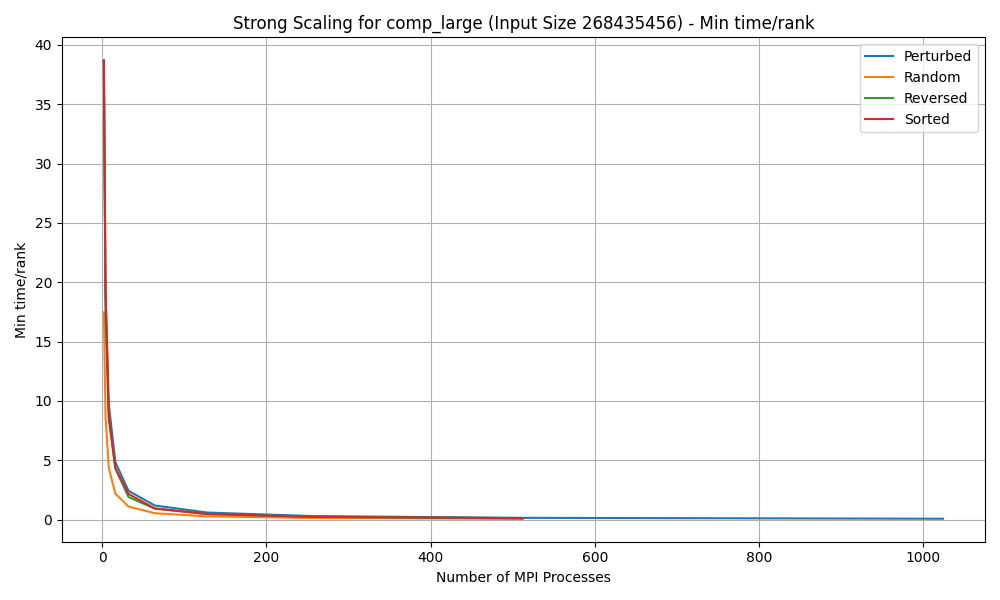 Strong Scaling for comp_large (Input Size 268435456) - Min time/rank
40
35
30
25
20
15
10
5
0
Min time/rank
Perturbed
Random
Reversed
Sorted
0
200
400
600
800
1000
Number of MPI Processes